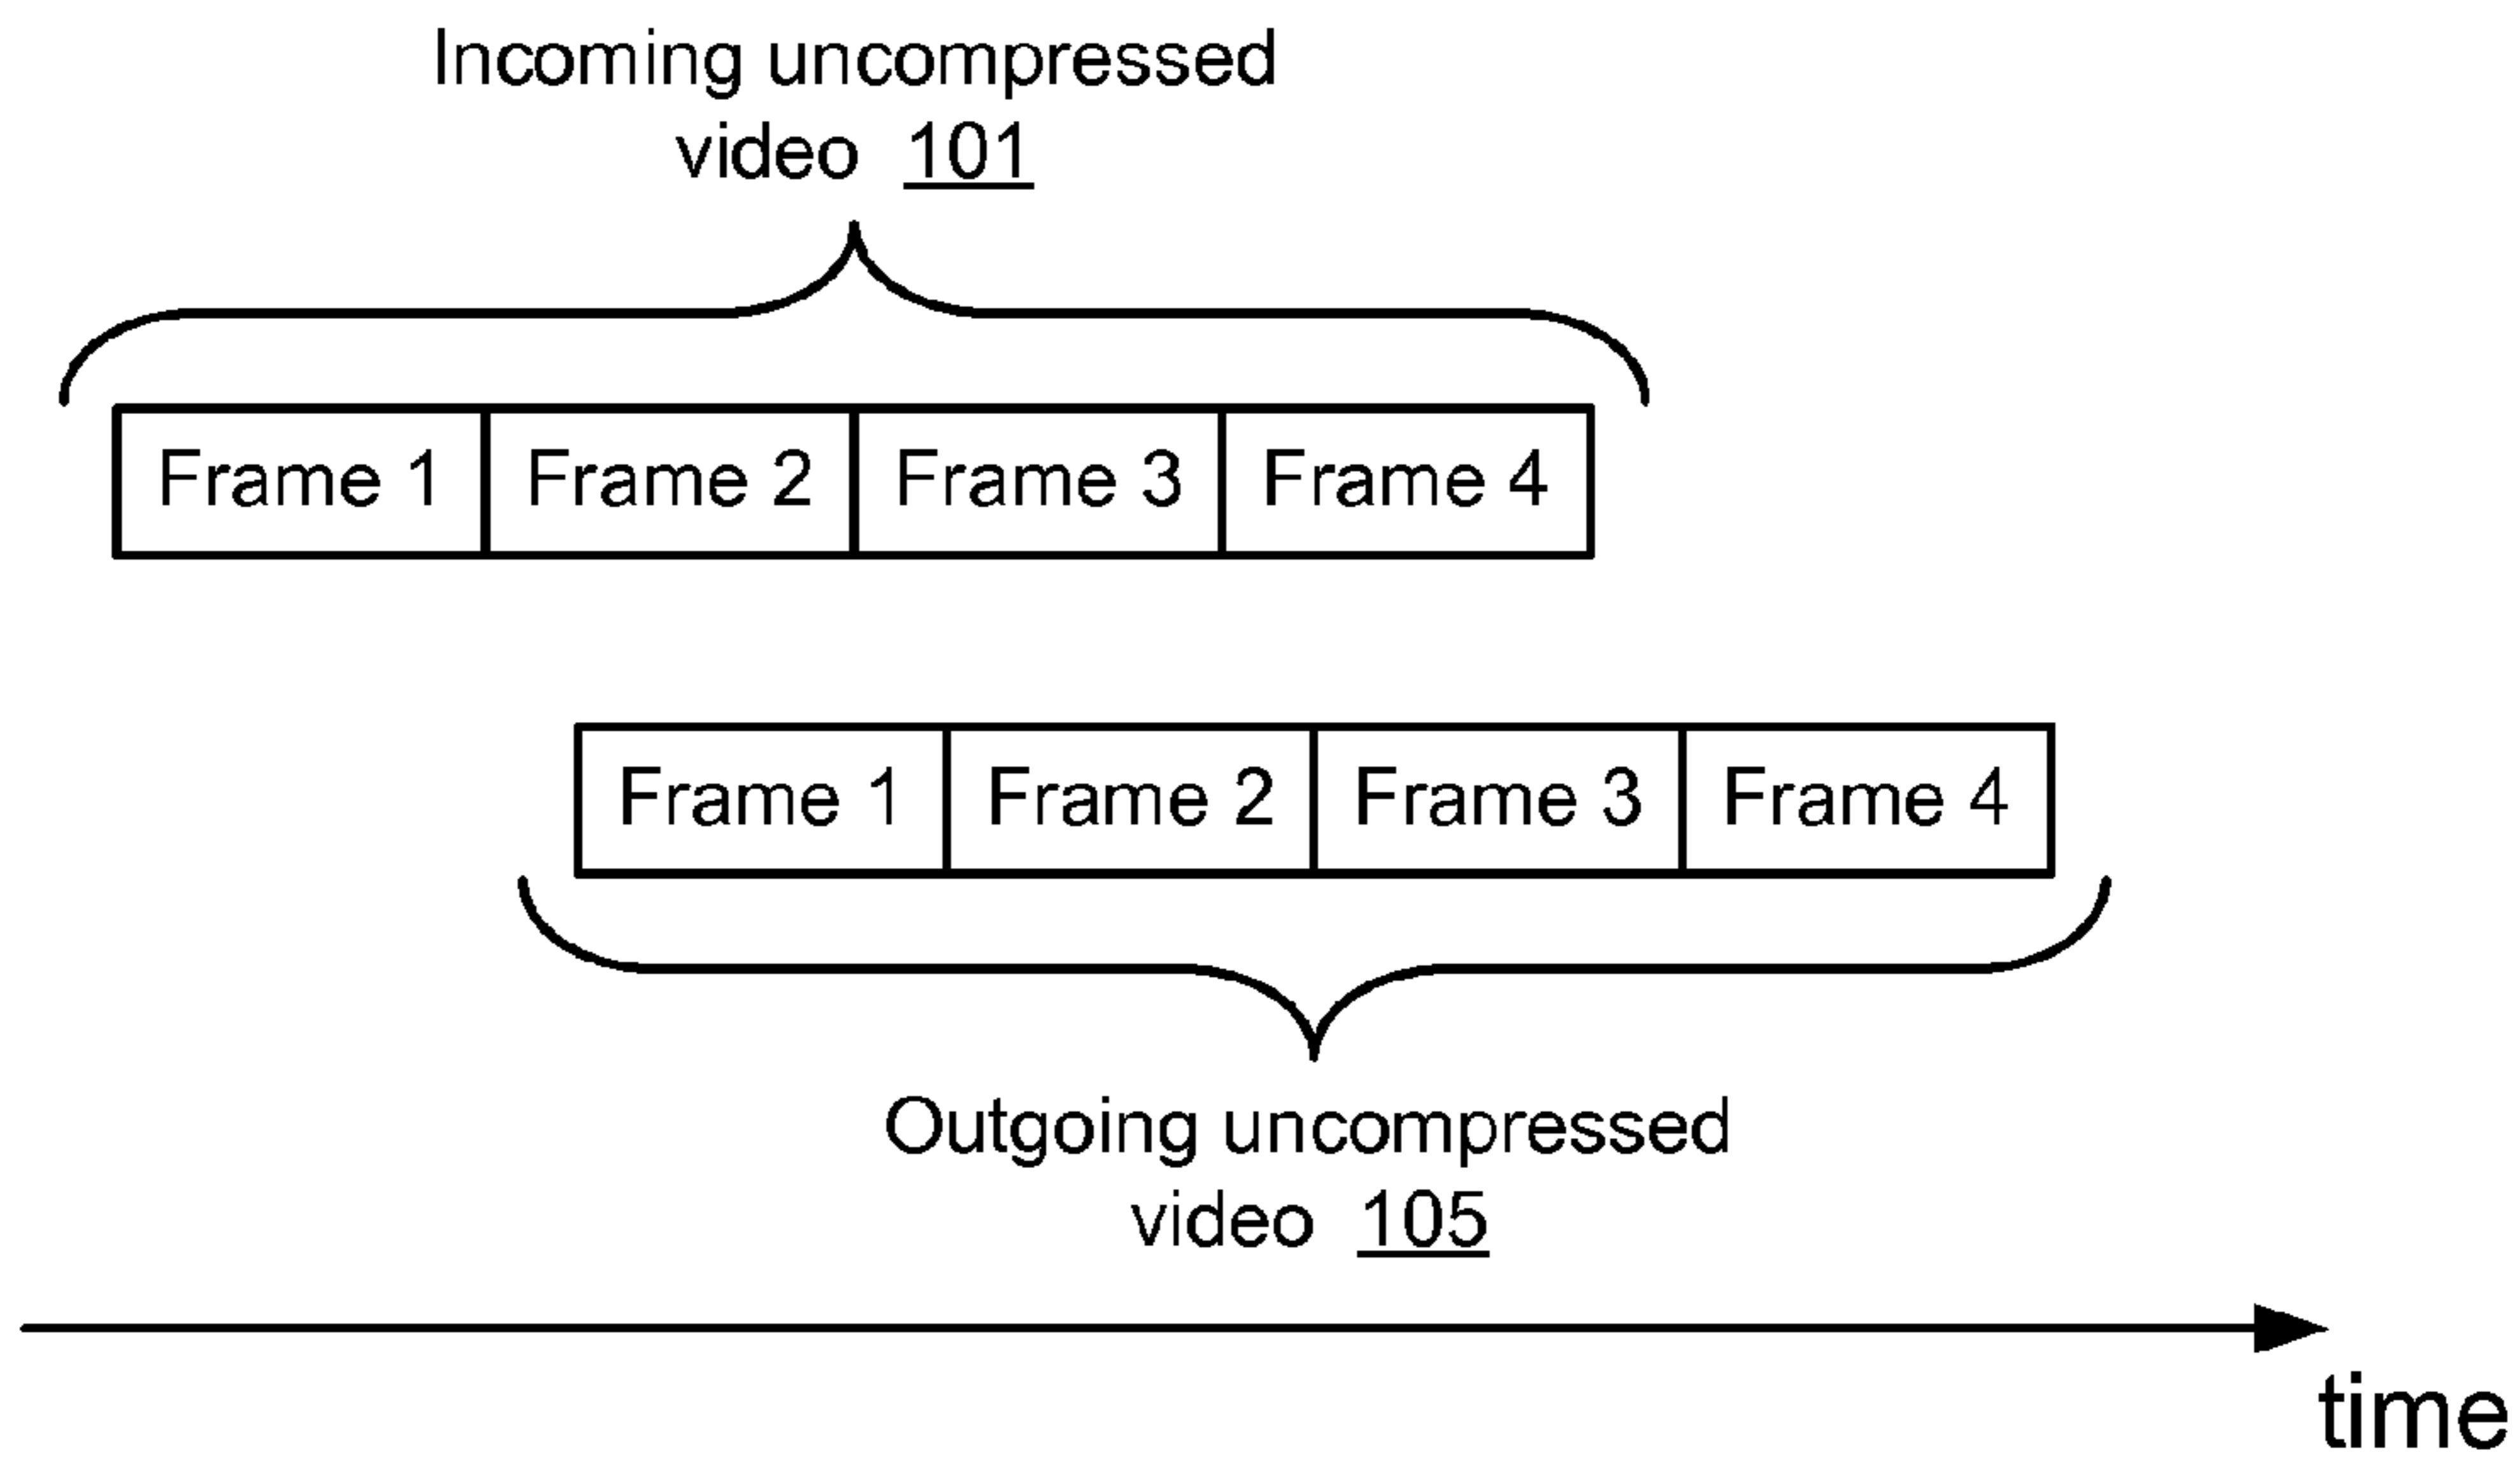 Incoming uncompressed
video 101
Frame 1 Frame 2 Frame 3 Frame 4
Frame 1 Frame 2 Frame 3 Frame 4
Outgoing uncompressed
video 105
time